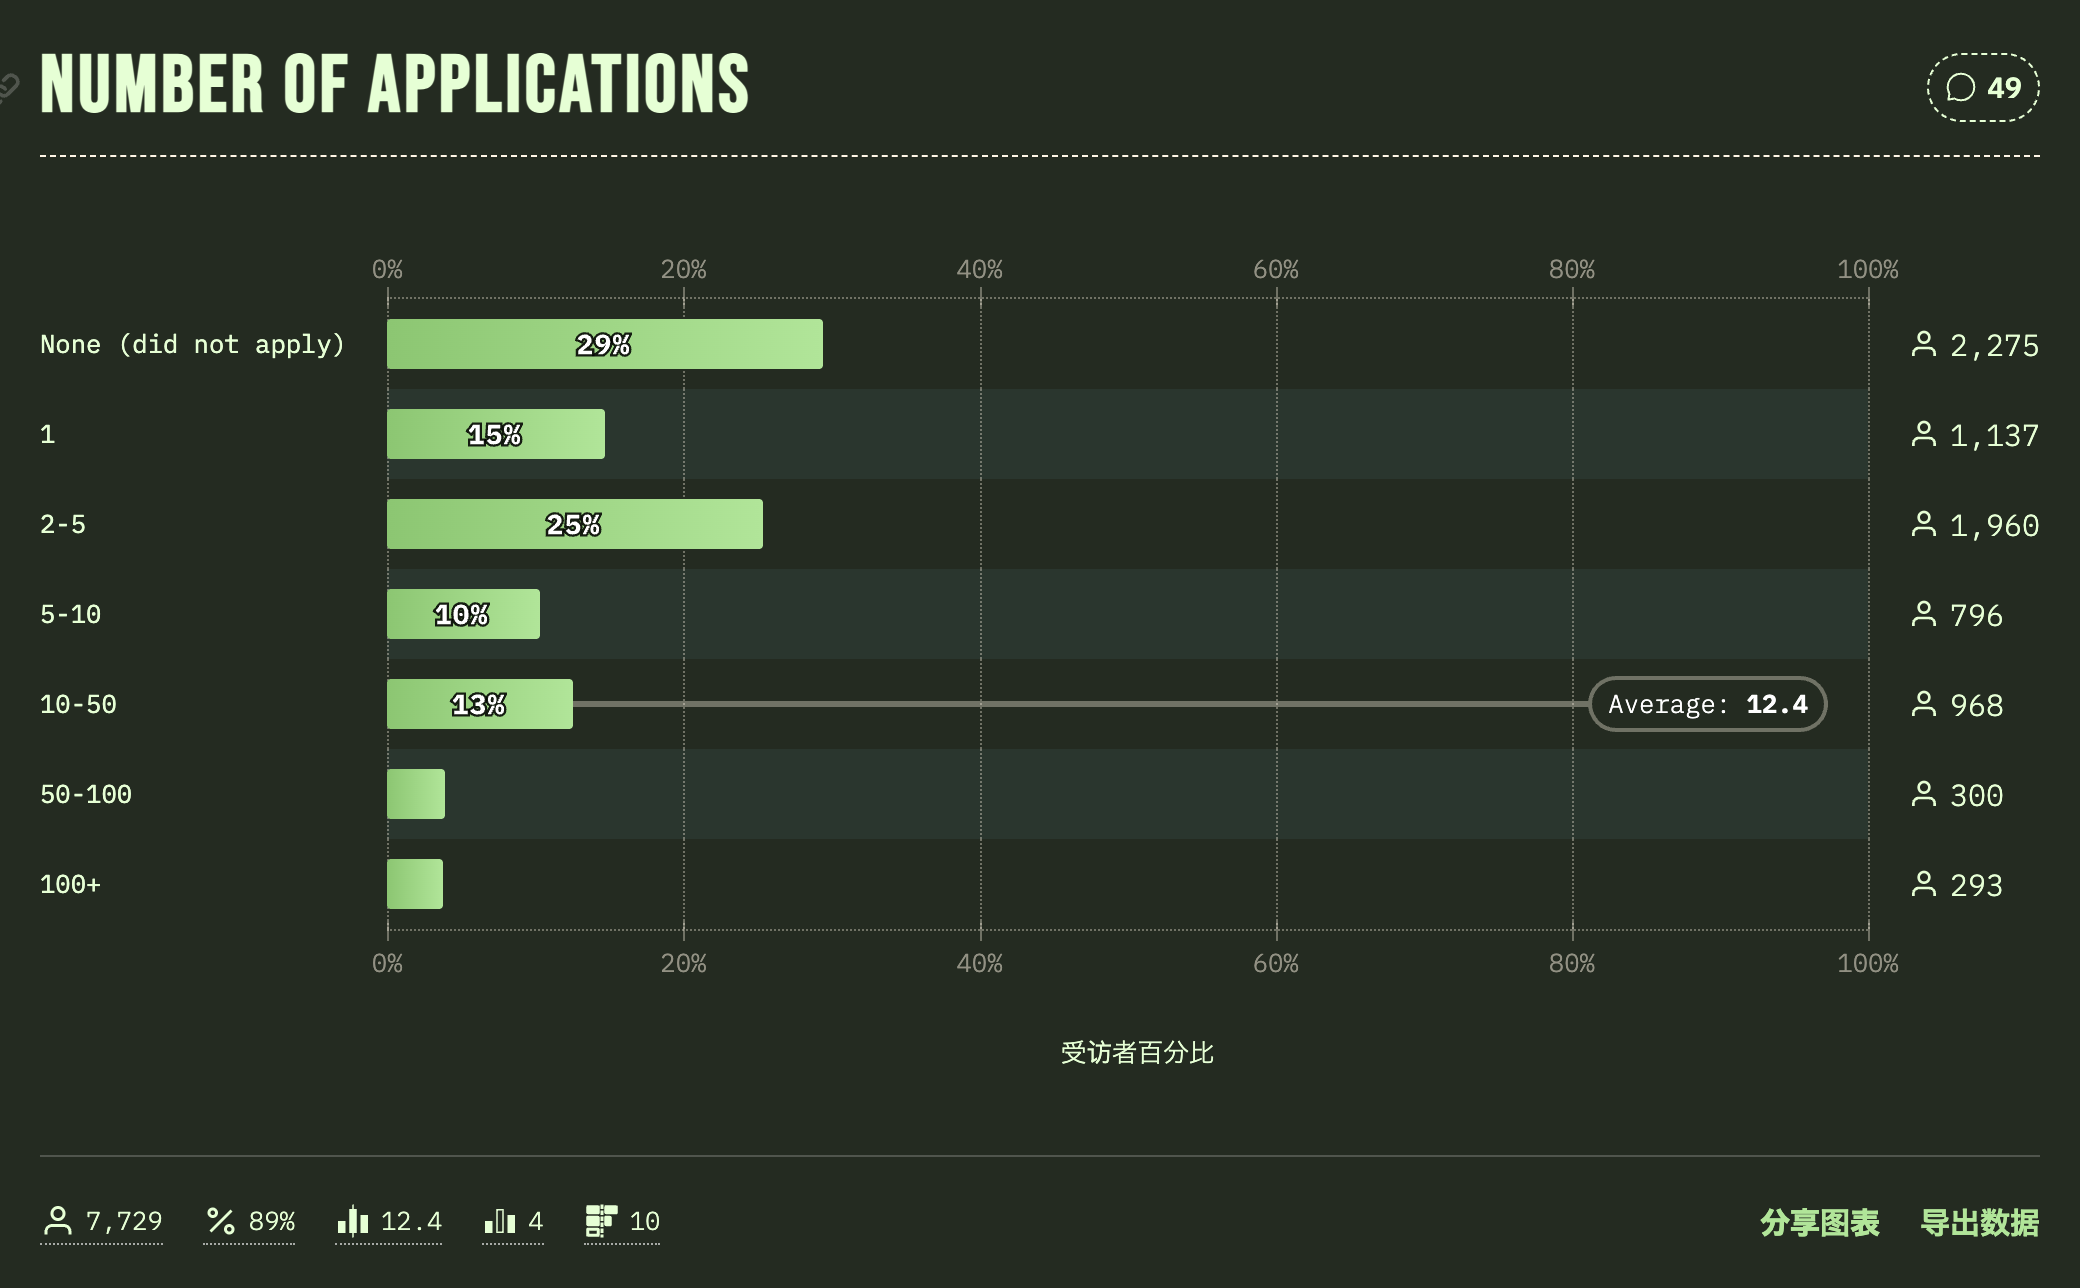 NUMBER OF APPLICATIONS
49
0% 20% 40% 60% 80% 100%
None (did not apply) 29% 2,275
1 15% 1,137
2-5 25% 1,960
5-10 10% 796
10-50 13% Average: 12.4 968
50-100 300
100+ 293
0% 20% 40% 60% 80% 100%
受访者百分比
7,729 89% 12.4 4 10 分享图表 导出数据